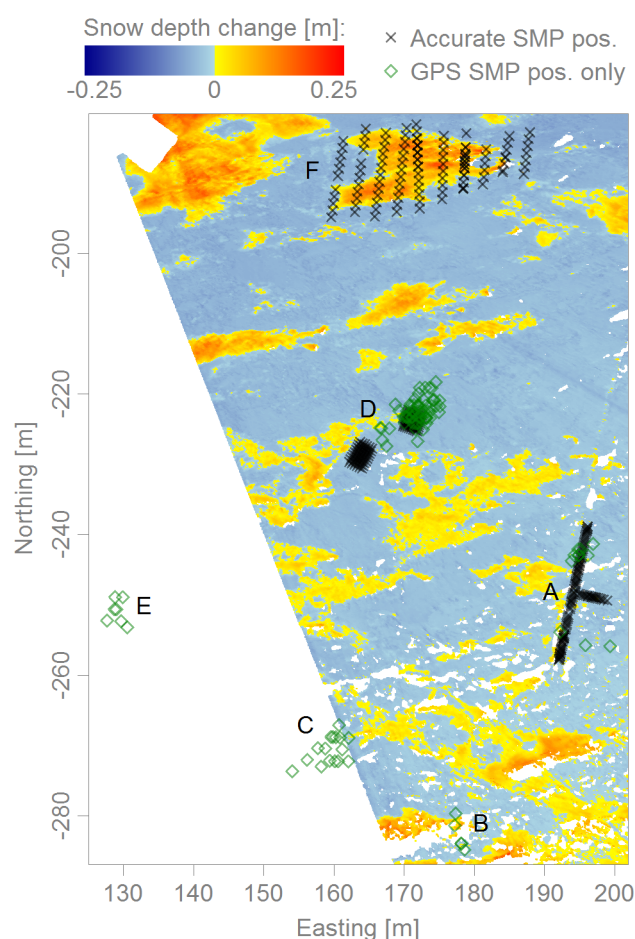 Snow depth change [m]:
-0.25 0 0.25
Accurate SMP pos.
GPS SMP pos. only
F
D
A
E
C
B
Northing [m]
-200
-220
-240
-260
-280
130 140 150 160 170 180 190 200
Easting [m]